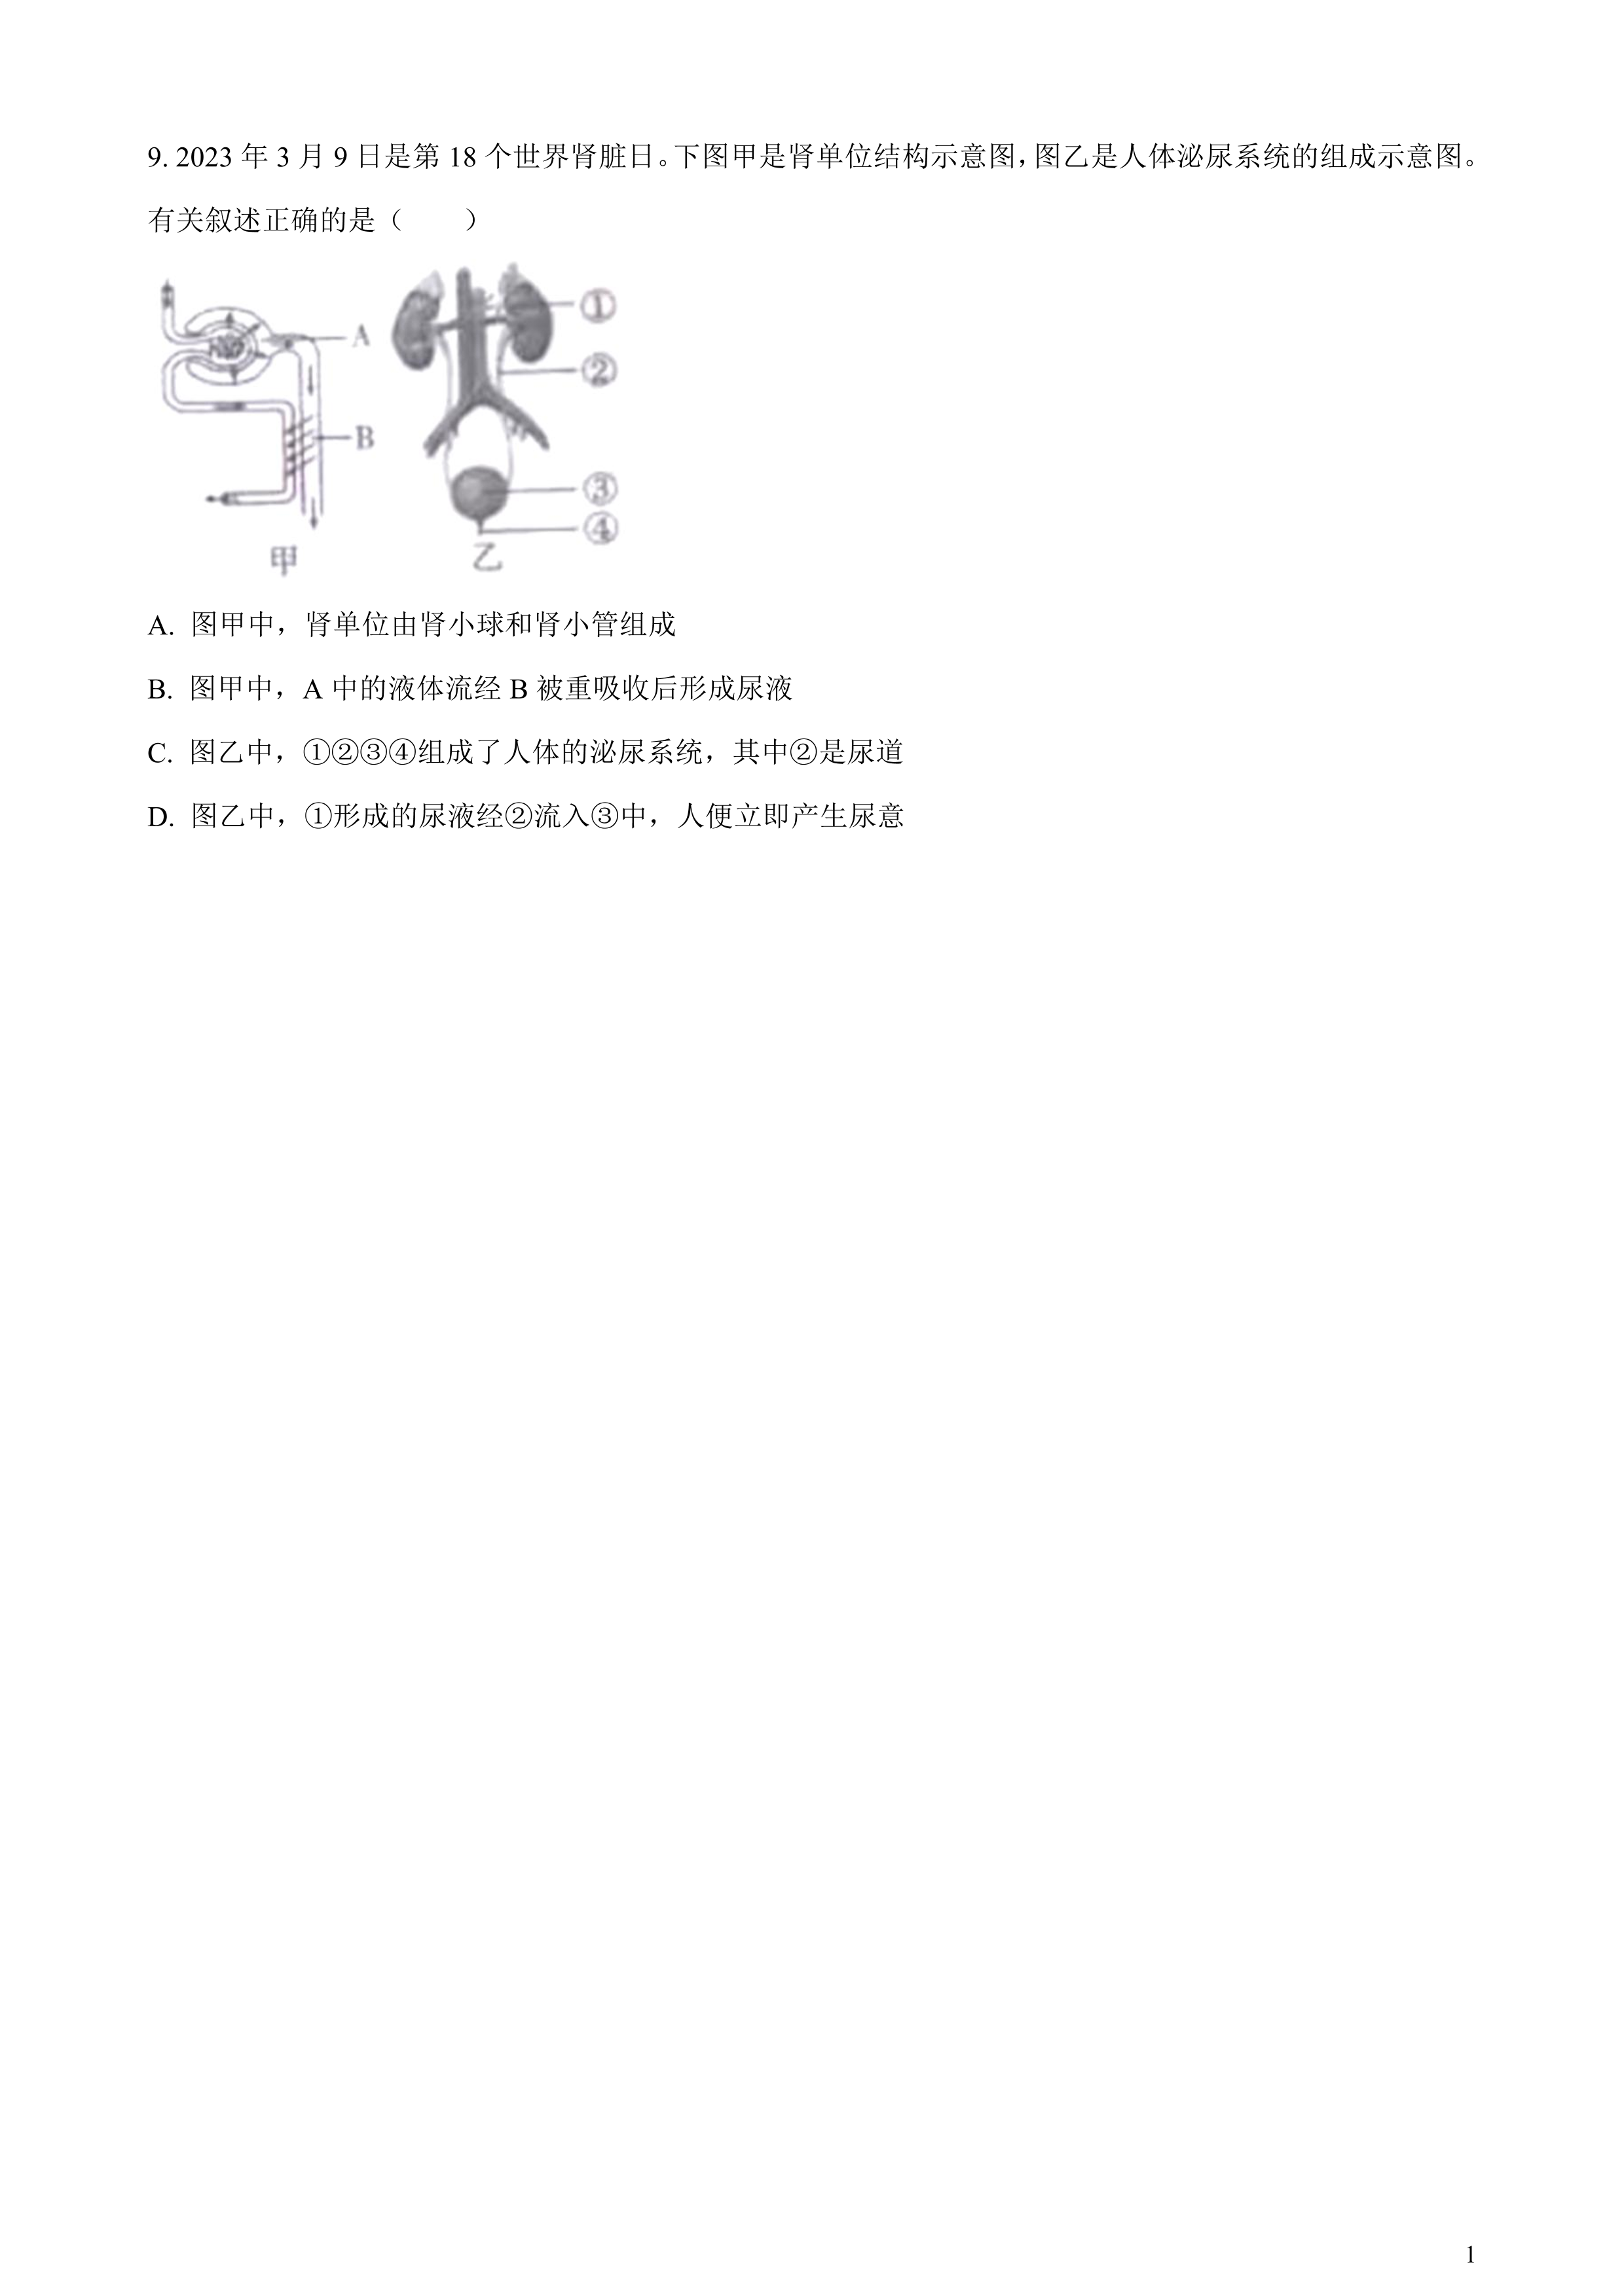 9. 2023 年 3 月 9 日是第 18 个世界肾脏日。下图甲是肾单位结构示意图，图乙是人体泌尿系统的组成示意图。
有关叙述正确的是（　　）
A
B
甲
①
②
③
④
乙
A. 图甲中，肾单位由肾小球和肾小管组成
B. 图甲中，A 中的液体流经 B 被重吸收后形成尿液
C. 图乙中，①②③④组成了人体的泌尿系统，其中②是尿道
D. 图乙中，①形成的尿液经②流入③中，人便立即产生尿意
1